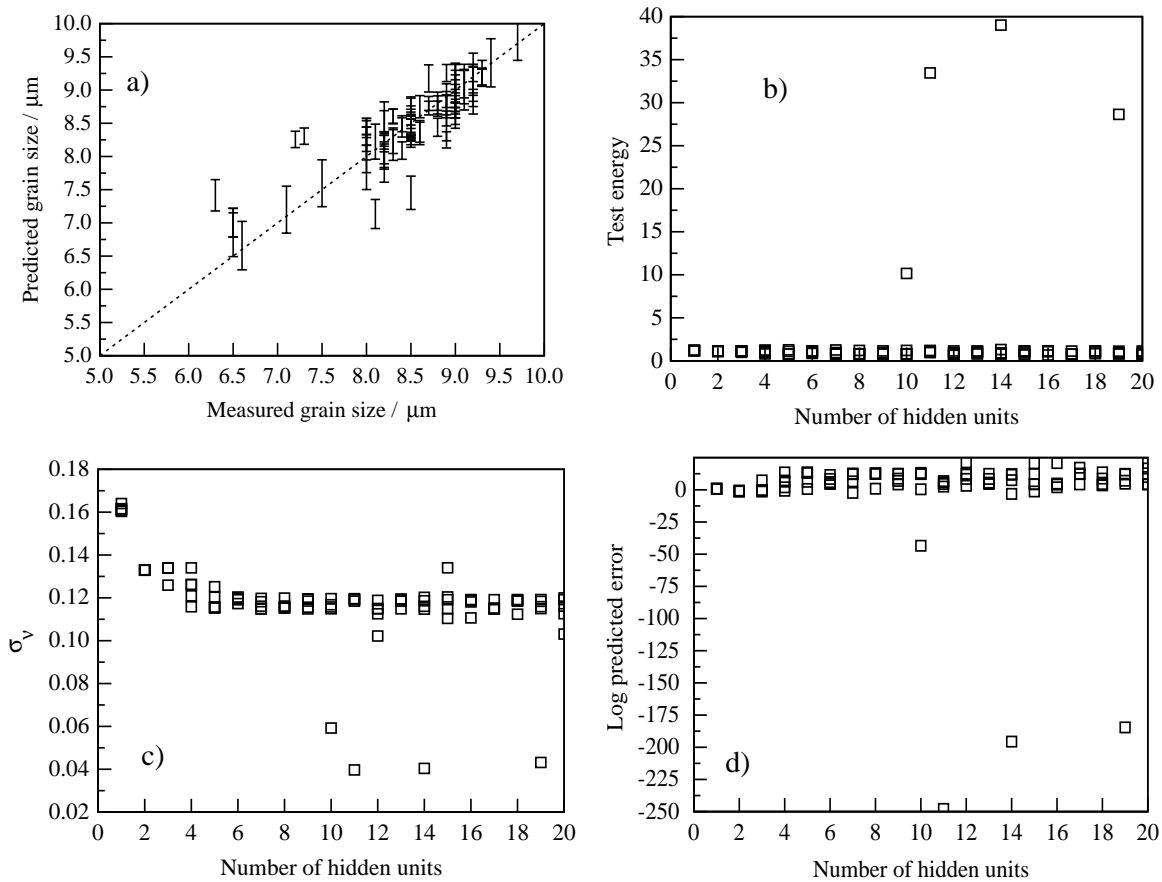 10.0
9.5
9.0
8.5
8.0
7.5
7.0
6.5
6.0
5.5
5.0
Predicted grain size / μm
a)
5.0 5.5 6.0 6.5 7.0 7.5 8.0 8.5 9.0 9.5 10.0
Measured grain size / μm
40
35
30
25
20
15
10
5
0
Test energy
b)
0 2 4 6 8 10 12 14 16 18 20
Number of hidden units
0.18
0.16
0.14
0.12
0.10
0.08
0.06
0.04
0.02
σν
c)
0 2 4 6 8 10 12 14 16 18 20
Number of hidden units
0
-25
-50
-75
-100
-125
-150
-175
-200
-225
-250
Log predicted error
d)
0 2 4 6 8 10 12 14 16 18 20
Number of hidden units